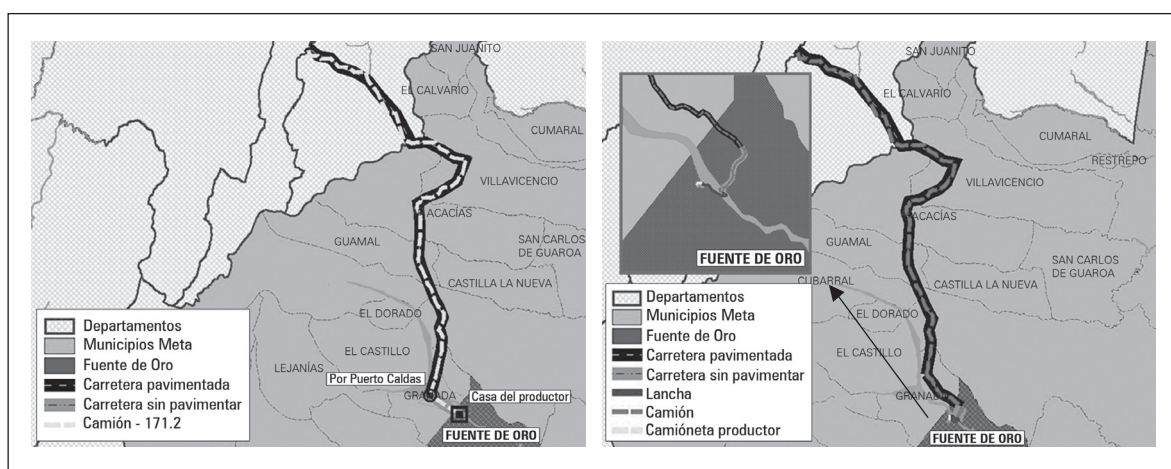 SAN JUANITO
EL CALVARIO
CUMARAL
VILLAVICENCIO
ACACÍAS
GUAMAL
SAN CARLOS
DE GUAROA
CASTILLA LA NUEVA
EL DORADO
EL CASTILLO
LEJANÍAS
Por Puerto Caldas
GRANADA
Casa del productor
FUENTE DE ORO
Departamentos
Municipios Meta
Fuente de Oro
Carretera pavimentada
Carretera sin pavimentar
Camión - 171.2
SAN JUANITO
EL CALVARIO
CUMARAL
RESTREPO
VILLAVICENCIO
ACACÍAS
GUAMAL
SAN CARLOS
DE GUAROA
FUENTE DE ORO
CUBARRAL
CASTILLA LA NUEVA
EL DORADO
EL CASTILLO
GRANADA
FUENTE DE ORO
Departamentos
Municipios Meta
Fuente de Oro
Carretera pavimentada
Carretera sin pavimentar
Lancha
Camión
Camióneta productor